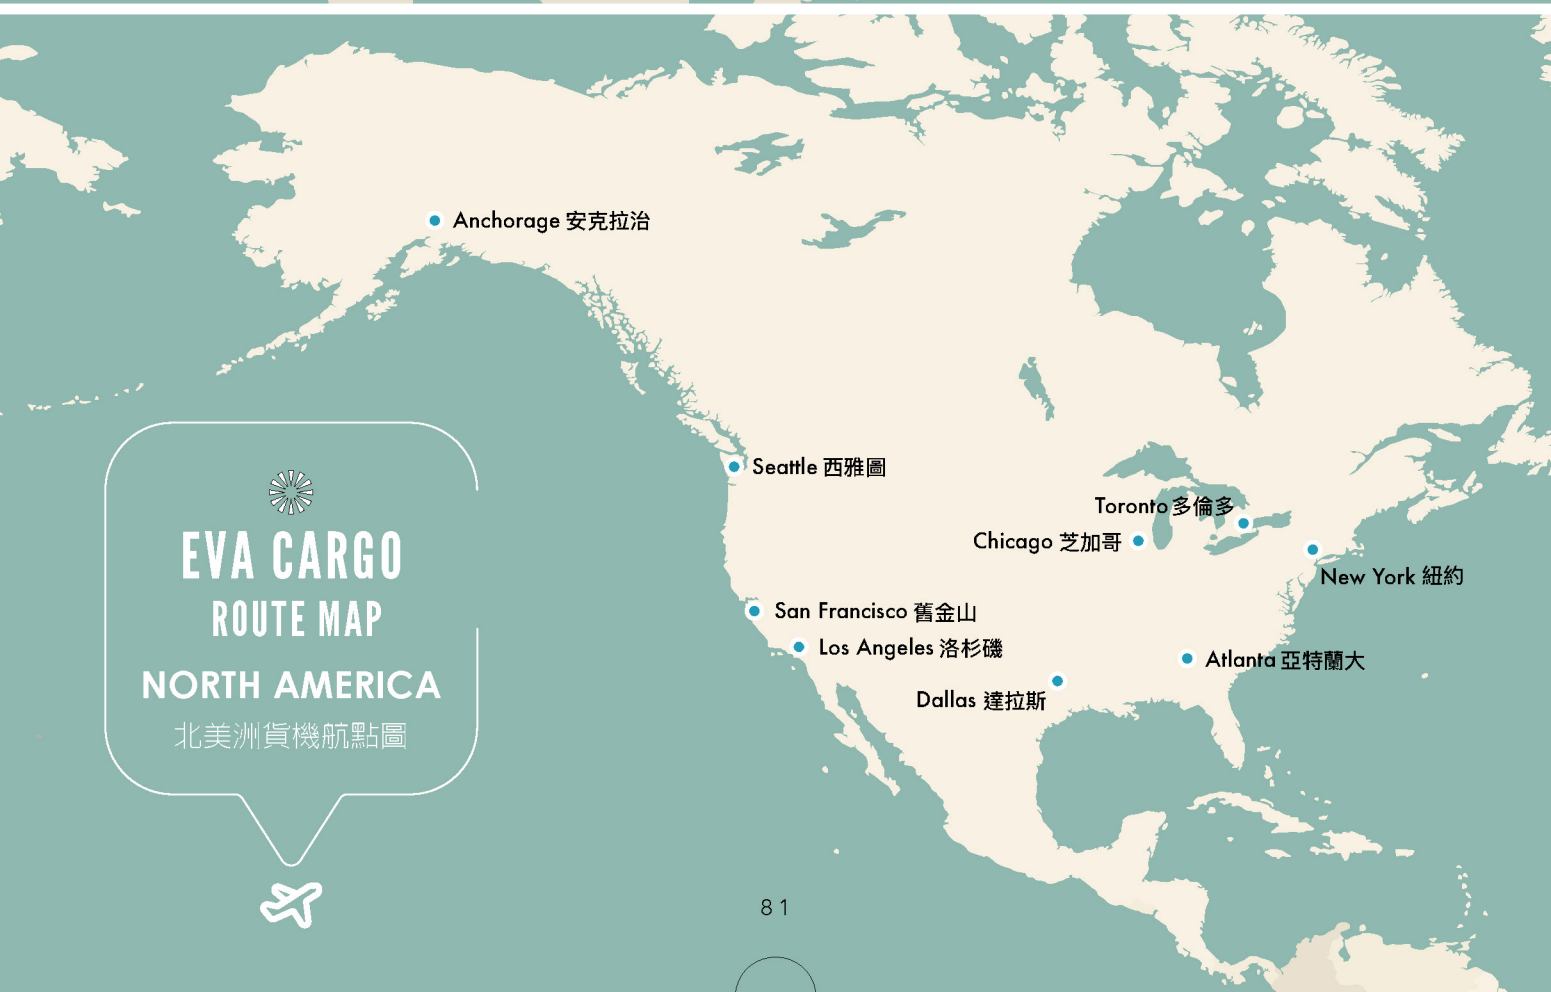 Anchorage 安克拉治
Seattle 西雅圖
Toronto 多倫多
Chicago 芝加哥
New York 紐約
San Francisco 舊金山
Los Angeles 洛杉磯
Atlanta 亞特蘭大
Dallas 達拉斯
EVA CARGO
ROUTE MAP
NORTH AMERICA
北美洲貨機航點圖
81